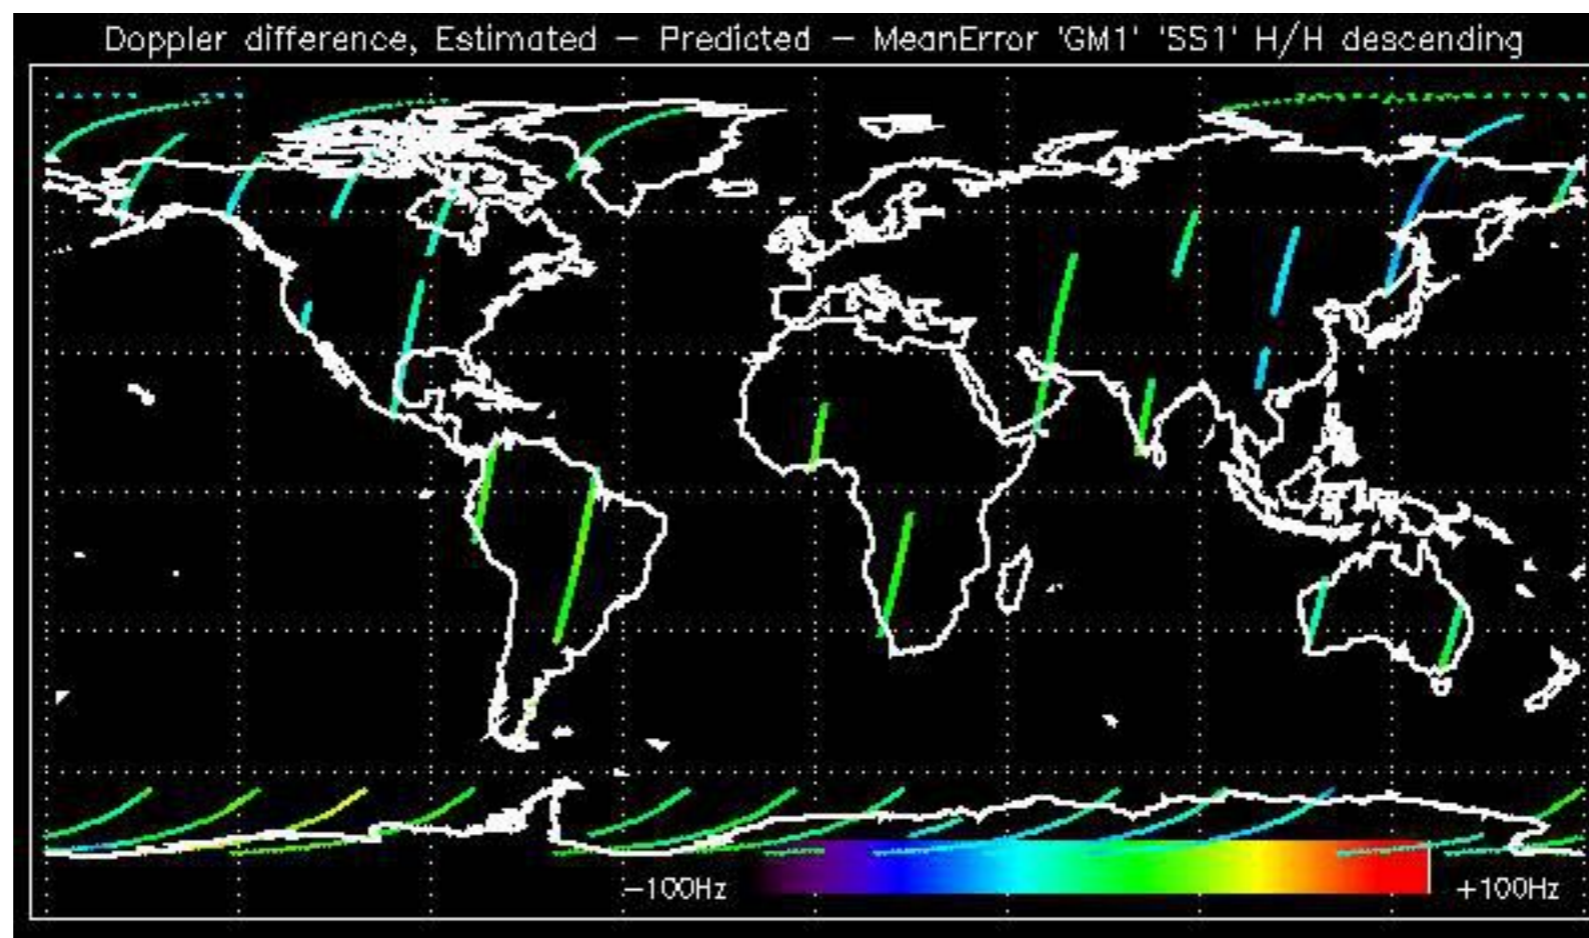 Doppler difference, Estimated – Predicted – MeanError 'GM1' 'SS1' H/H descending
–100Hz
+100Hz